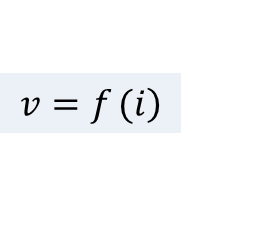 v = f (i)